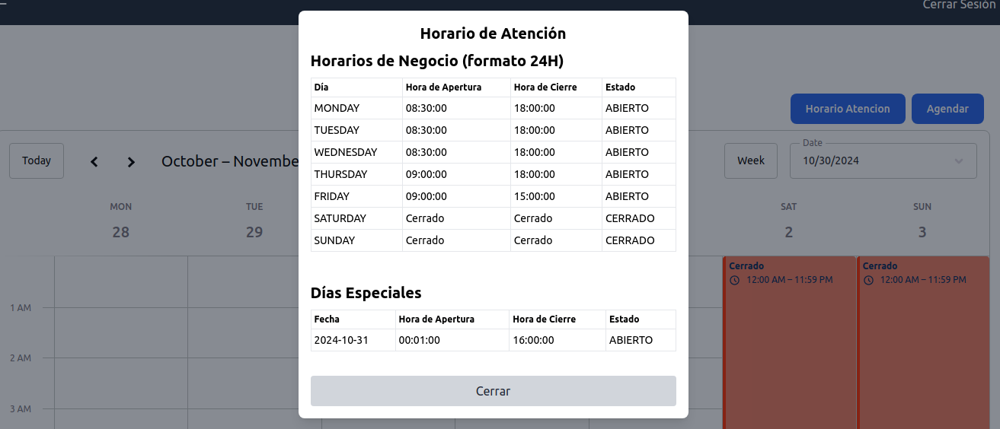 Cerrar Sesión
Horario de Atención
Horarios de Negocio (formato 24H)
Día Hora de Apertura Hora de Cierre Estado
MONDAY 08:30:00 18:00:00 ABIERTO
TUESDAY 08:30:00 18:00:00 ABIERTO
WEDNESDAY 08:30:00 18:00:00 ABIERTO
THURSDAY 09:00:00 18:00:00 ABIERTO
FRIDAY 09:00:00 15:00:00 ABIERTO
SATURDAY Cerrado Cerrado CERRADO
SUNDAY Cerrado Cerrado CERRADO
Días Especiales
Fecha Hora de Apertura Hora de Cierre Estado
2024-10-31 00:01:00 16:00:00 ABIERTO
Cerrar
Horario Atencion Agendar
Today October – Novembe Week Date
10/30/2024
MON TUE SAT SUN
28 29 2 3
Cerrado Cerrado
12:00 AM – 11:59 PM 12:00 AM – 11:59 PM
1 AM
2 AM
3 AM